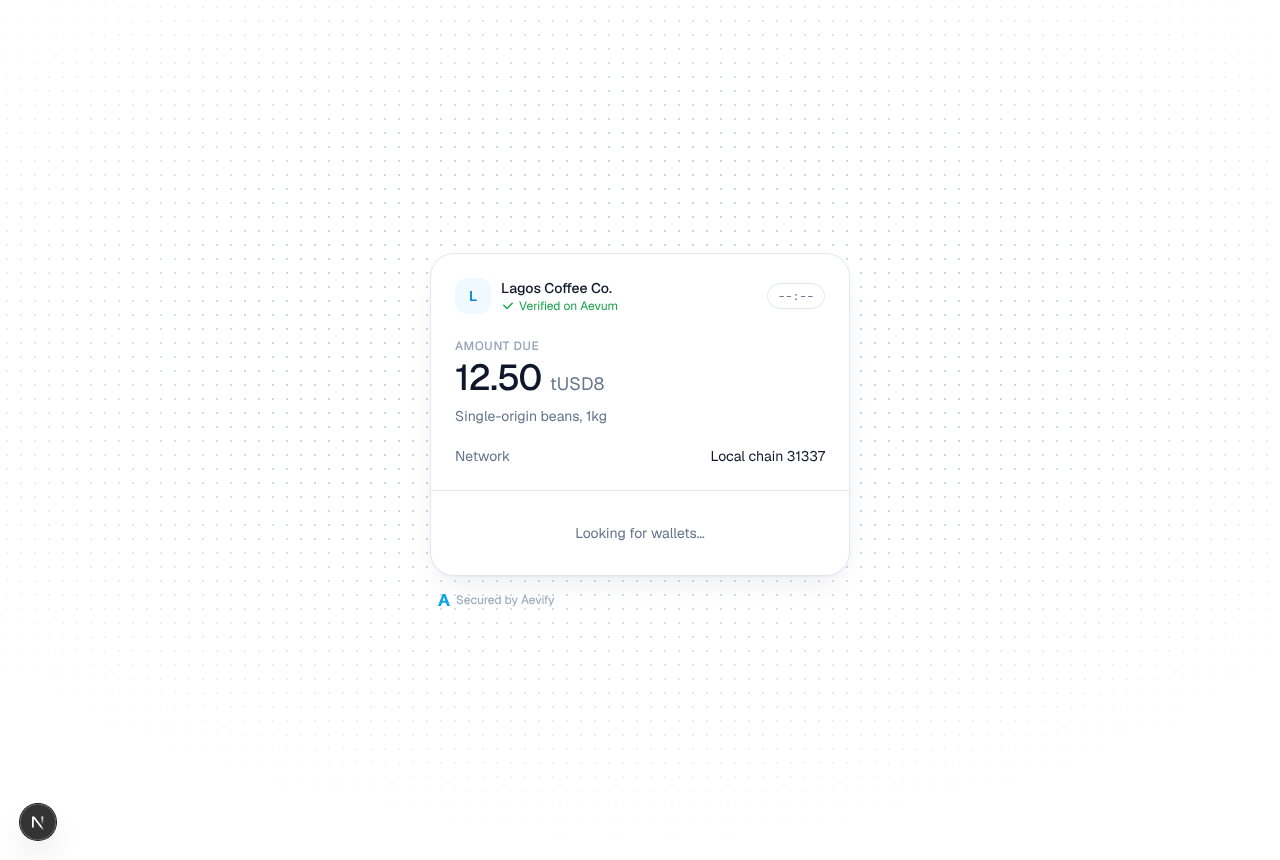 L
Lagos Coffee Co.
Verified on Aevum
--:--
AMOUNT DUE
12.50 tUSD8
Single-origin beans, 1kg
Network
Local chain 31337
Looking for wallets…
A Secured by Aevify
N